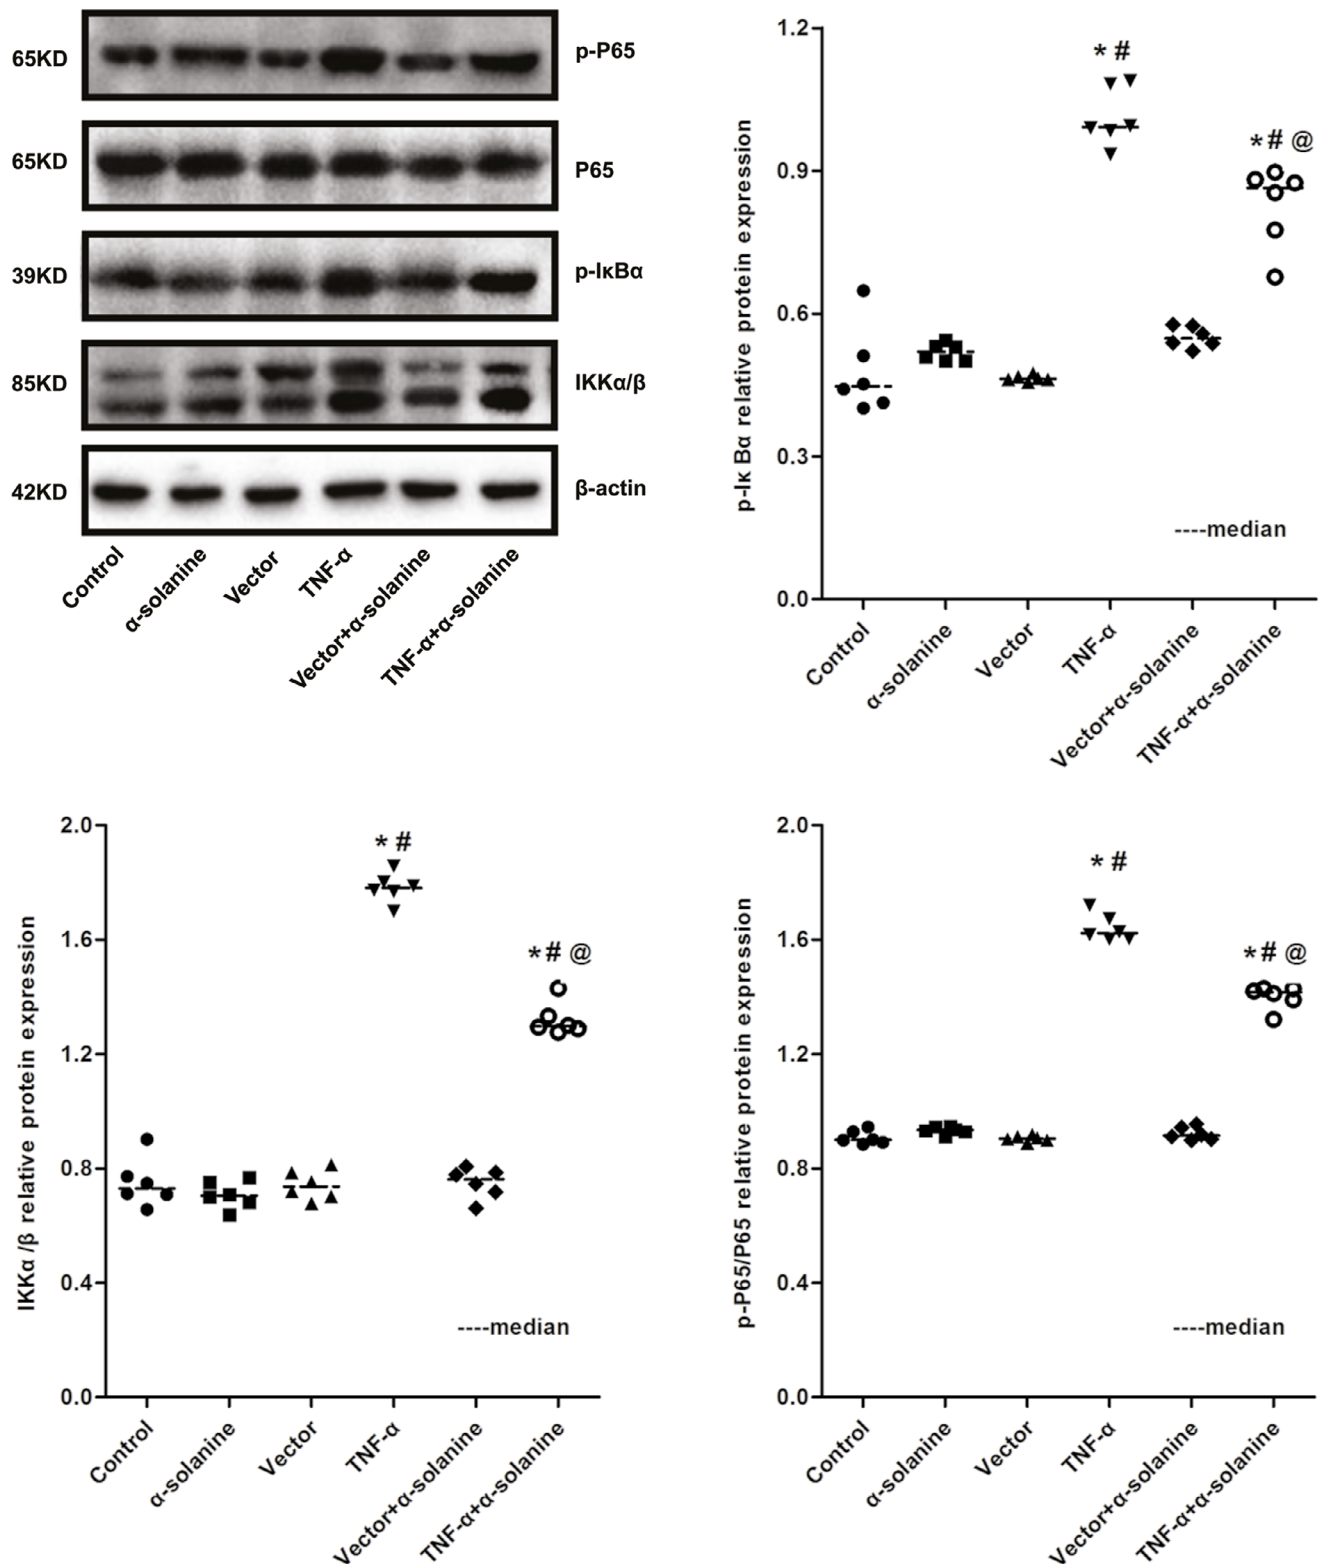 65KD p-P65
65KD P65
39KD p-IκBα
85KD IKKα/β
42KD β-actin
Control α-solanine Vector TNF-α Vector+α-solanine TNF-α+α-solanine
p-Iκ Bα relative protein expression
1.2
0.9
0.6
0.3
0.0
* #
* # @
----median
Control α-solanine Vector TNF-α Vector+α-solanine TNF-α+α-solanine
IKKα /β relative protein expression
2.0
1.6
1.2
0.8
0.4
0.0
* #
* # @
----median
Control α-solanine Vector TNF-α Vector+α-solanine TNF-α+α-solanine
p-P65/P65 relative protein expression
2.0
1.6
1.2
0.8
0.4
0.0
* #
* # @
----median
Control α-solanine Vector TNF-α Vector+α-solanine TNF-α+α-solanine